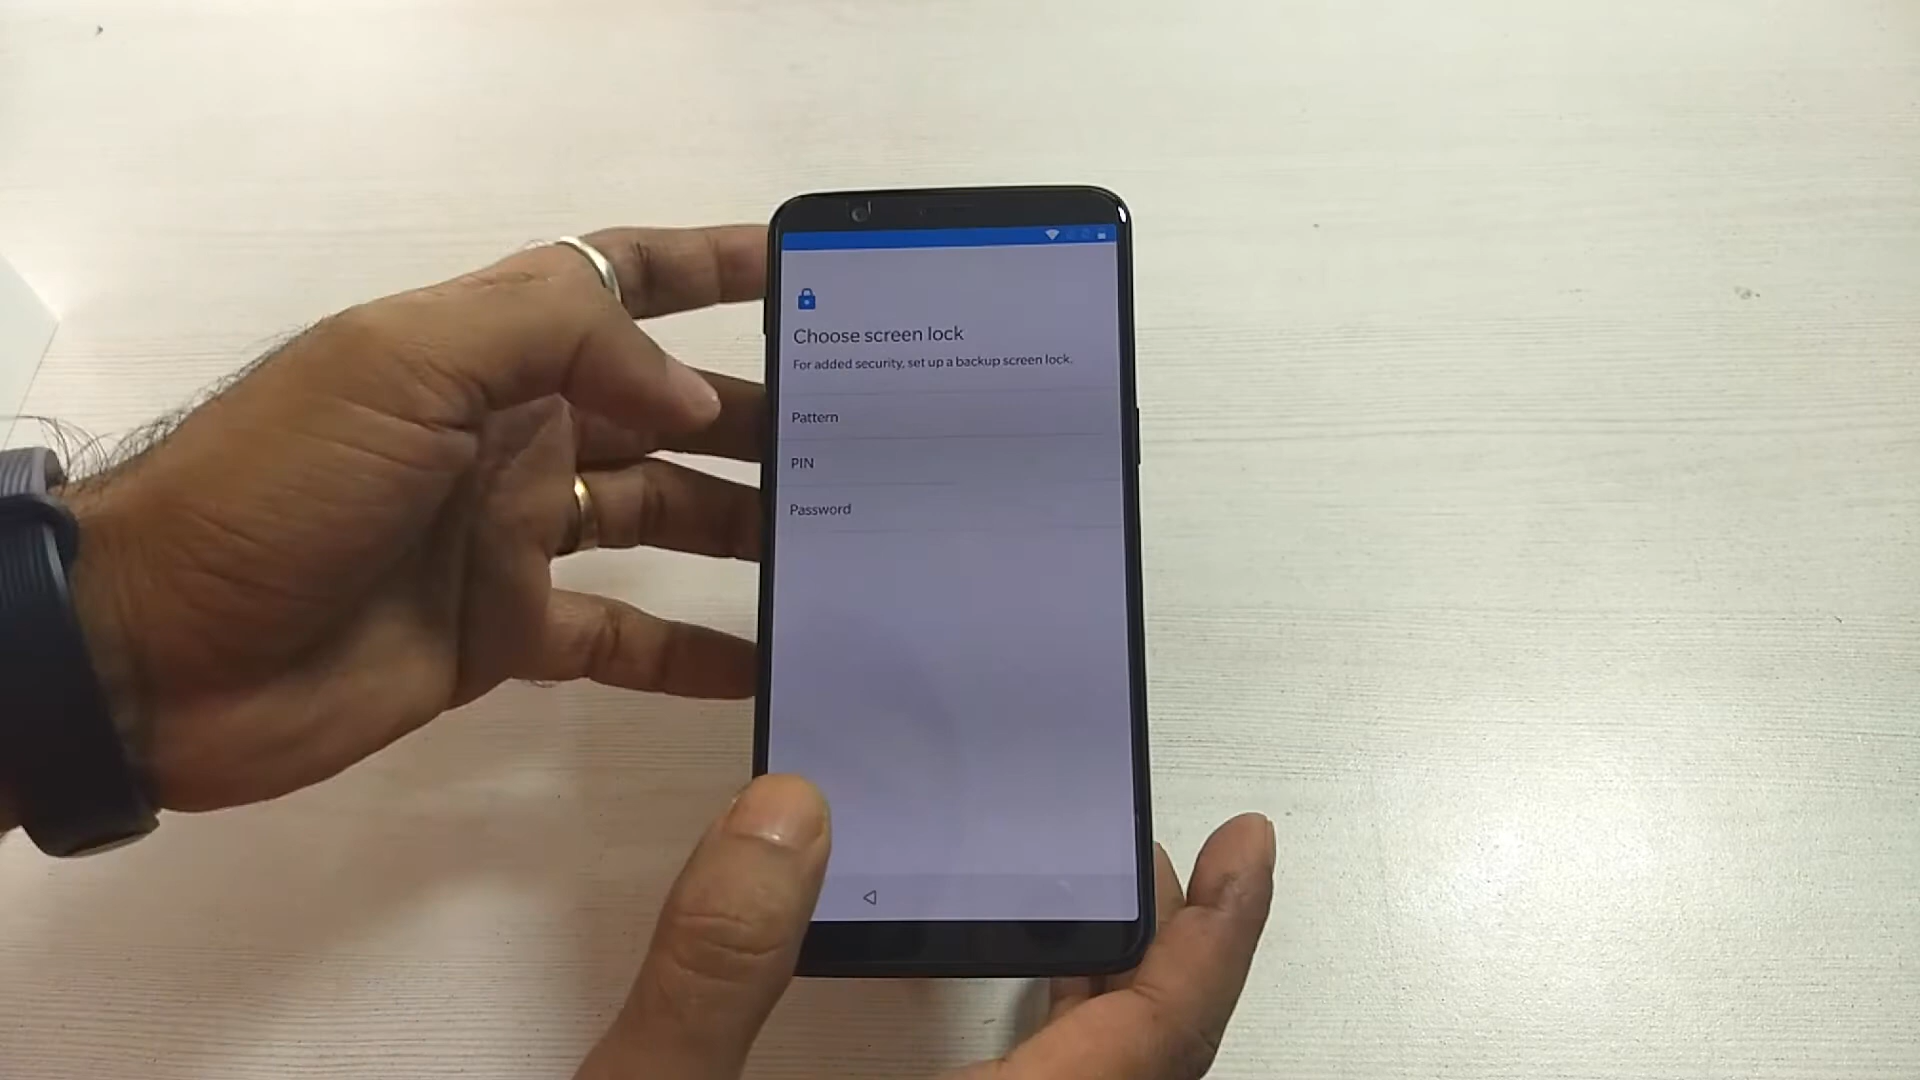 Choose screen lock
For added security, set up a backup screen lock.
Pattern
PIN
Password